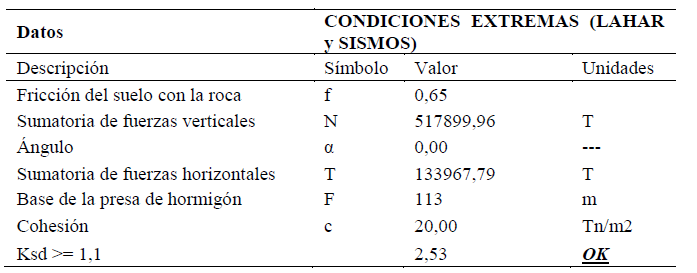 Datos CONDICIONES EXTREMAS (LAHAR
y SISMOS)
Descripción Símbolo Valor Unidades
Fricción del suelo con la roca f 0,65
Sumatoria de fuerzas verticales N 517899,96 T
Ángulo α 0,00 ---
Sumatoria de fuerzas horizontales T 133967,79 T
Base de la presa de hormigón F 113 m
Cohesión c 20,00 Tn/m2
Ksd >= 1,1 2,53 OK